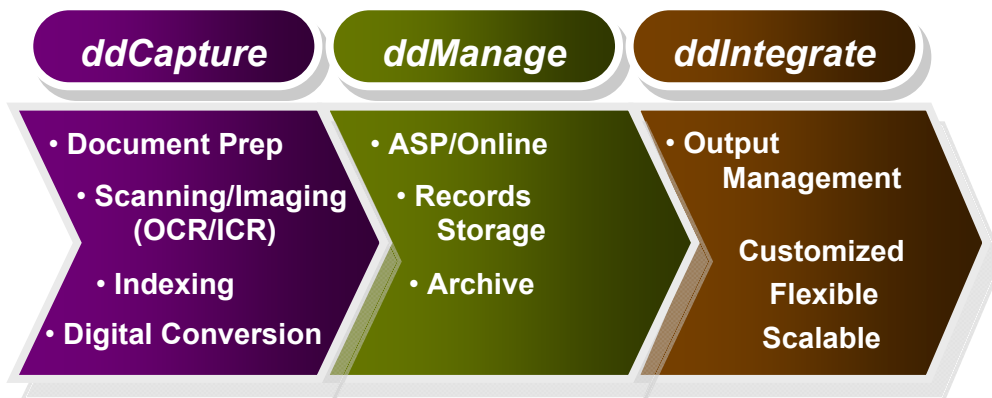 ddCapture
• Document Prep
• Scanning/Imaging
(OCR/ICR)
• Indexing
• Digital Conversion
ddManage
• ASP/Online
• Records
Storage
• Archive
ddIntegrate
• Output
Management
Customized
Flexible
Scalable